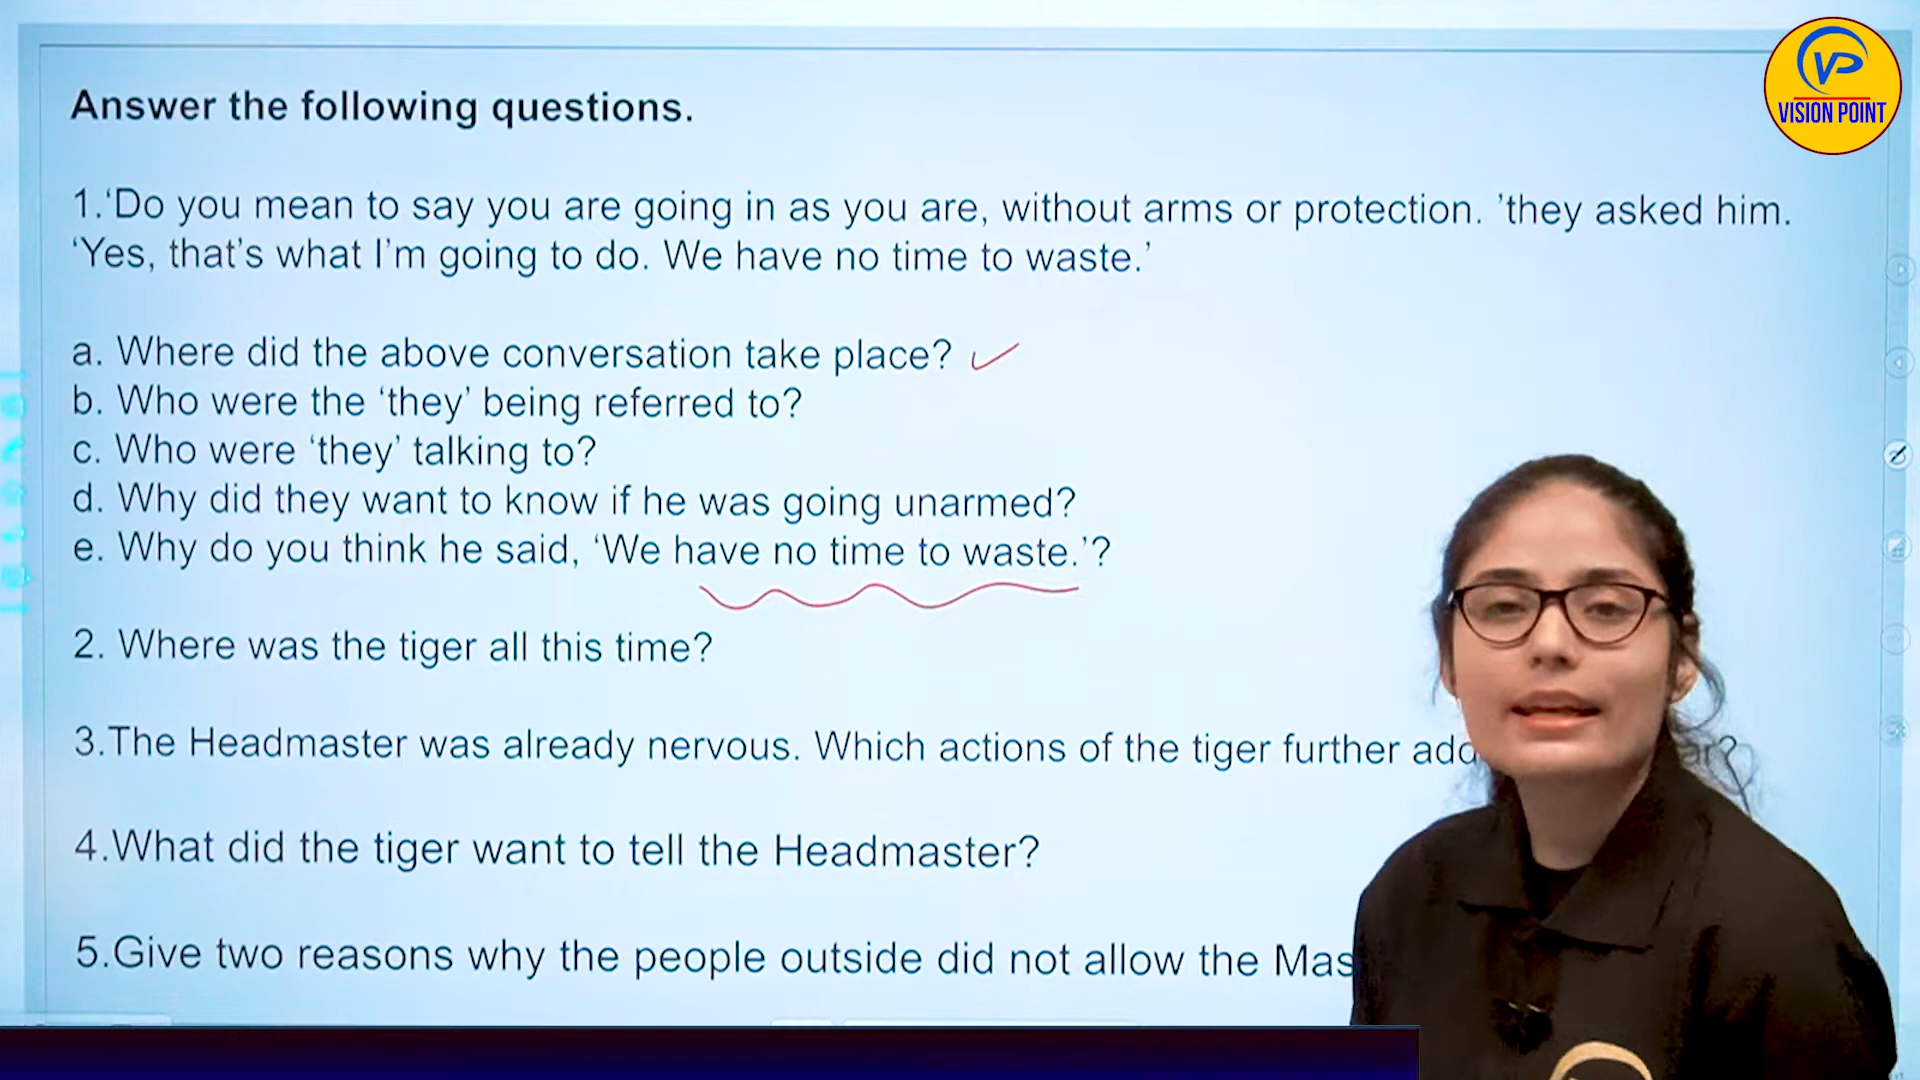 VP
VISION POINT
Answer the following questions.
1.‘Do you mean to say you are going in as you are, without arms or protection. ’they asked him.
‘Yes, that’s what I’m going to do. We have no time to waste.’
a. Where did the above conversation take place?
b. Who were the ‘they’ being referred to?
c. Who were ‘they’ talking to?
d. Why did they want to know if he was going unarmed?
e. Why do you think he said, ‘We have no time to waste.’?
2. Where was the tiger all this time?
3.The Headmaster was already nervous. Which actions of the tiger further
4.What did the tiger want to tell the Headmaster?
5.Give two reasons why the people outside did not allow the